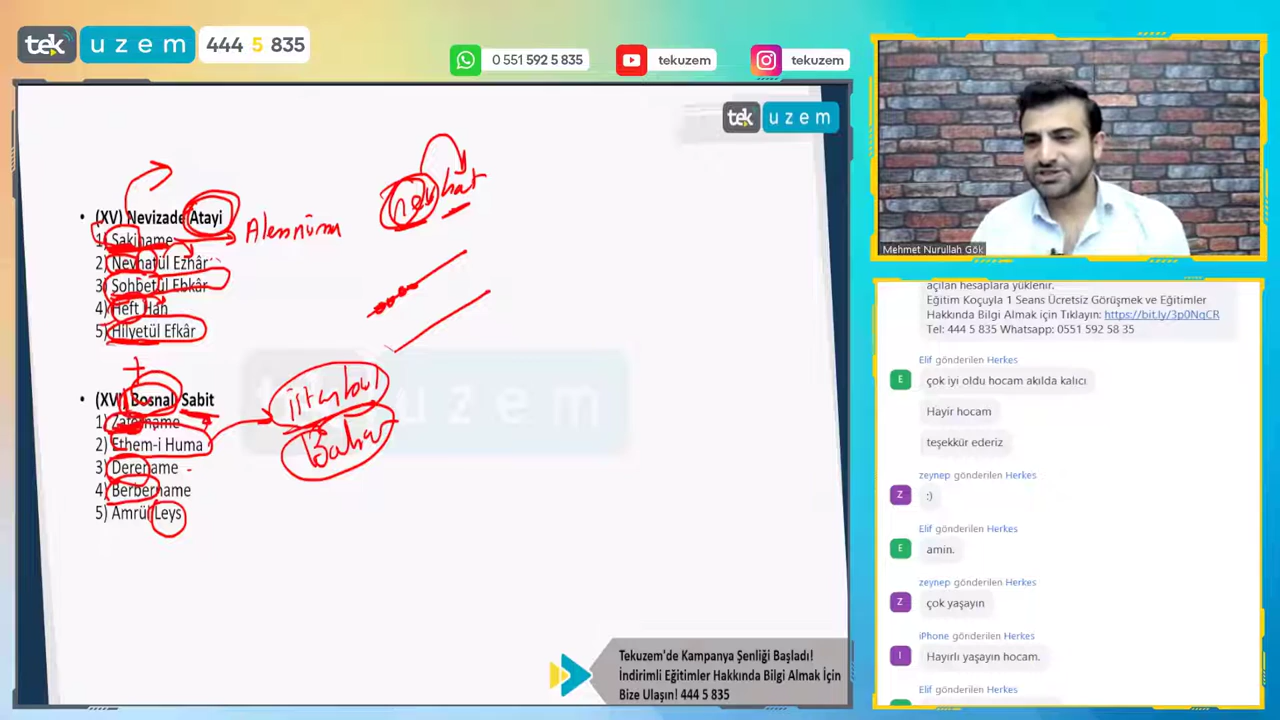 tek uzem 444 5 835
0 551 592 5 835
tekuzem
tekuzem
tek uzem
• (XV) Nevizade Atayi
1) Sakiname
Alemnüma
2) Nevhatül Ezhâr
3) Sohbetül Ebkâr
4) Heft Han
5) Hilyetül Efkâr
• (XV) Bosnalı Sabit
1) Zafername
2) Ethem-i Huma
3) Derename
4) Berbername
5) Amrül Leys
istanbul
Bahar
tek uzem
Tekuzem'de Kampanya Şenliği Başladı!
İndirimli Eğitimler Hakkında Bilgi Almak İçin
Bize Ulaşın! 444 5 835
Mehmet Nurullah Gök
açılan hesaplara yüklenir.
Eğitim Koçuyla 1 Seans Ücretsiz Görüşmek ve Eğitimler
Hakkında Bilgi Almak için Tıklayın: https://bit.ly/3p0NqCR
Tel: 444 5 835 Whatsapp: 0551 592 58 35
Elif gönderilen Herkes
E
çok iyi oldu hocam akılda kalıcı
Hayir hocam
teşekkür ederiz
zeynep gönderilen Herkes
Z
:)
Elif gönderilen Herkes
E
amin.
zeynep gönderilen Herkes
Z
çok yaşayın
iPhone gönderilen Herkes
I
Hayırlı yaşayın hocam.
Elif gönderilen Herkes